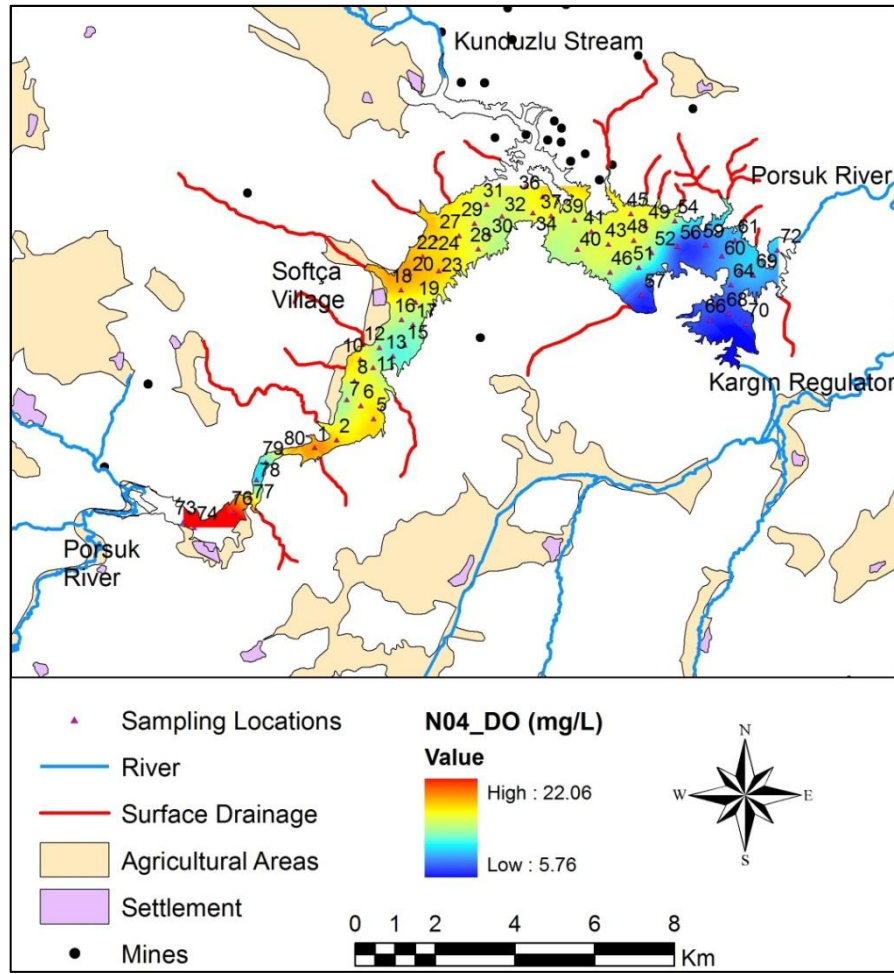 Kunduzlu Stream
36
31
45
Porsuk River
29
32
37
39
54
27
30
34
41
49
61
72
28
43
48
56
59
22
24
40
52
60
69
Softça
Village
18
20
23
46
51
64
19
57
68
16
17
66
70
12
15
10
13
8
11
Kargın Regulator
7
6
5
80
1
2
79
78
77
73
74
76
Porsuk
River
Sampling Locations
River
Surface Drainage
Agricultural Areas
Settlement
Mines
N04_DO (mg/L)
Value
High : 22.06
Low : 5.76
N
W
E
S
0 1 2 4 6 8
Km